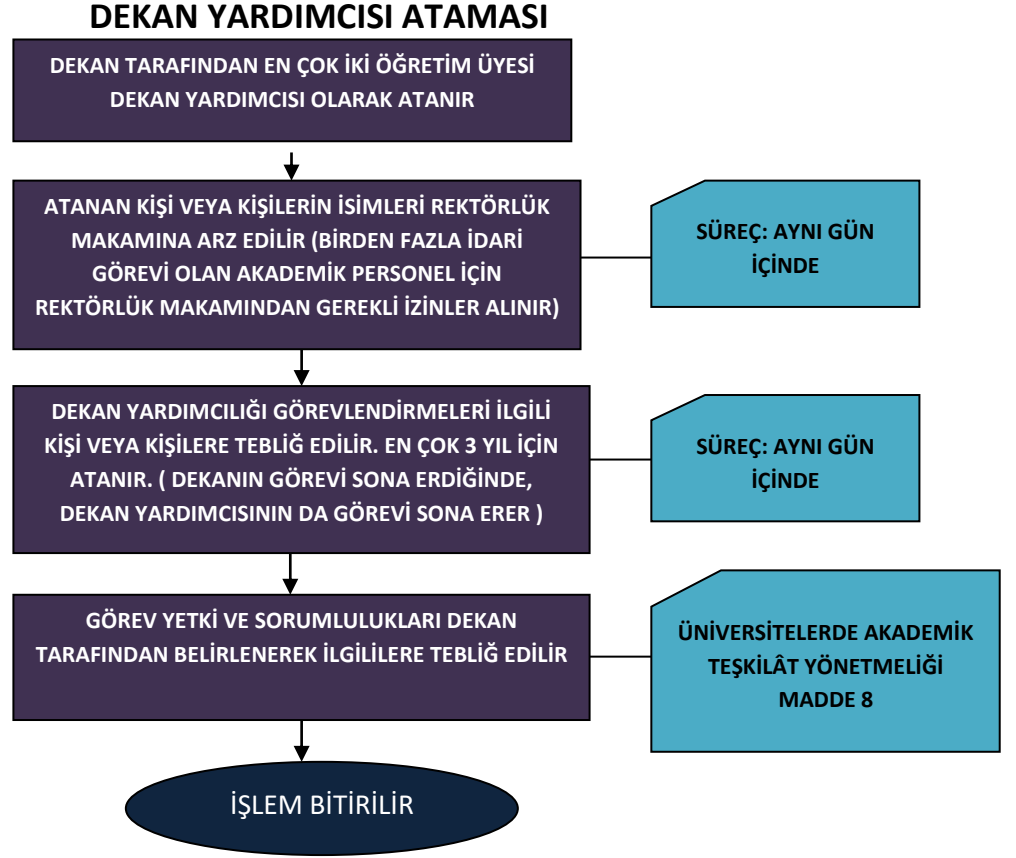 DEKAN YARDIMCISI ATAMASI
DEKAN TARAFINDAN EN ÇOK İKİ ÖĞRETİM ÜYESİ
DEKAN YARDIMCISI OLARAK ATANIR
ATANAN KİŞİ VEYA KİŞİLERİN İSİMLERİ REKTÖRLÜK
MAKAMINA ARZ EDİLİR (BİRDEN FAZLA İDARİ
GÖREVİ OLAN AKADEMİK PERSONEL İÇİN
REKTÖRLÜK MAKAMINDAN GEREKLİ İZİNLER ALINIR)
SÜREÇ: AYNI GÜN
İÇİNDE
DEKAN YARDIMCILIĞI GÖREVLENDİRMELERİ İLGİLİ
KİŞİ VEYA KİŞİLERE TEBLİĞ EDİLİR. EN ÇOK 3 YIL İÇİN
ATANIR. ( DEKANIN GÖREVİ SONA ERDİĞİNDE,
DEKAN YARDIMCISININ DA GÖREVİ SONA ERER )
SÜREÇ: AYNI GÜN
İÇİNDE
GÖREV YETKİ VE SORUMLULUKLARI DEKAN
TARAFINDAN BELİRLENEREK İLGİLİLERE TEBLİĞ EDİLİR
ÜNİVERSİTELERDE AKADEMİK
TEŞKİLÂT YÖNETMELİĞİ
MADDE 8
İŞLEM BİTİRİLİR